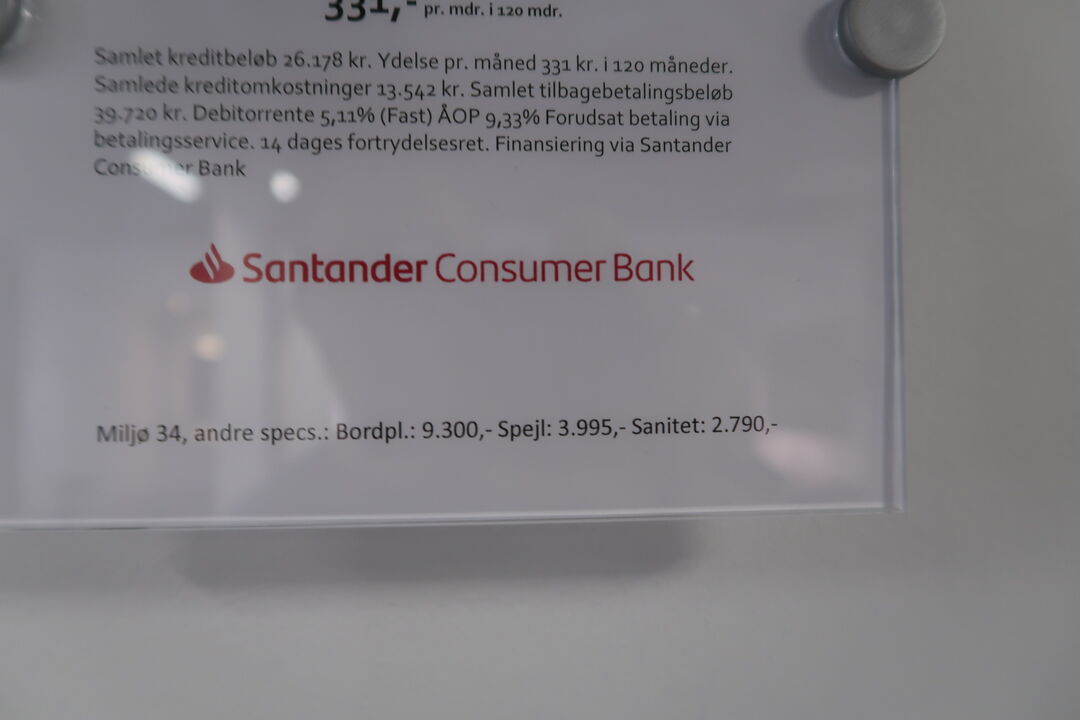 331,- pr. mdr. i 120 mdr.
Samlet kreditbeløb 26.178 kr. Ydelse pr. måned 331 kr. i 120 måneder.
Samlede kreditomkostninger 13.542 kr. Samlet tilbagebetalingsbeløb
39.720 kr. Debitorrente 5,11% (Fast) ÅOP 9,33% Forudsat betaling via
betalingsservice. 14 dages fortrydelsesret. Finansiering via Santander
Consumer Bank
Santander Consumer Bank
Miljø 34, andre specs.: Bordpl.: 9.300,- Spejl: 3.995,- Sanitet: 2.790,-